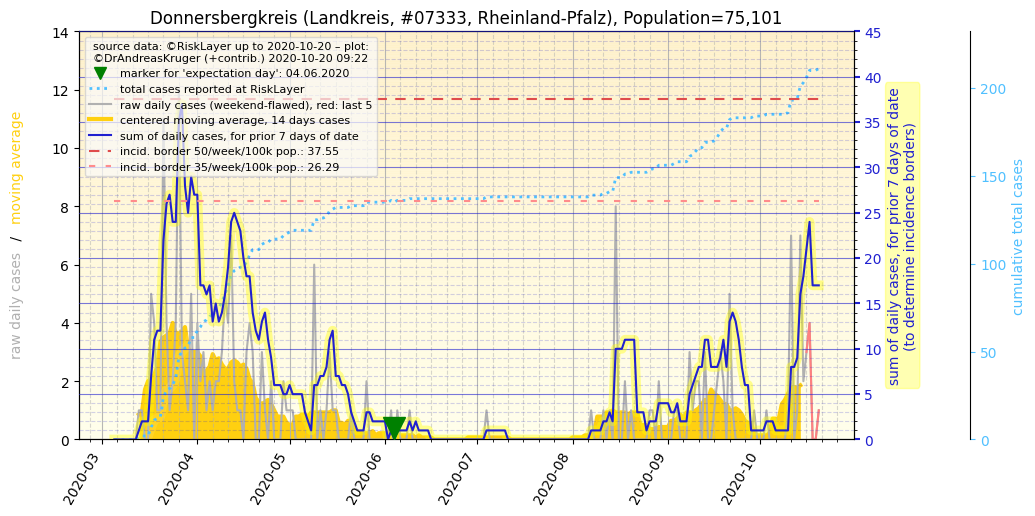 Donnersbergkreis (Landkreis, #07333, Rheinland-Pfalz), Population=75,101
source data: ©RiskLayer up to 2020-10-20 – plot:
©DrAndreasKruger (+contrib.) 2020-10-20 09:22
marker for 'expectation day': 04.06.2020
total cases reported at RiskLayer
raw daily cases (weekend-flawed), red: last 5
centered moving average, 14 days cases
sum of daily cases, for prior 7 days of date
incid. border 50/week/100k pop.: 37.55
incid. border 35/week/100k pop.: 26.29
raw daily cases / moving average
14
12
10
8
6
4
2
0
45
40
35
30
25
20
15
10
5
0
sum of daily cases, for prior 7 days of date
(to determine incidence borders)
200
150
100
50
0
cumulative total cases
2020-03
2020-04
2020-05
2020-06
2020-07
2020-08
2020-09
2020-10